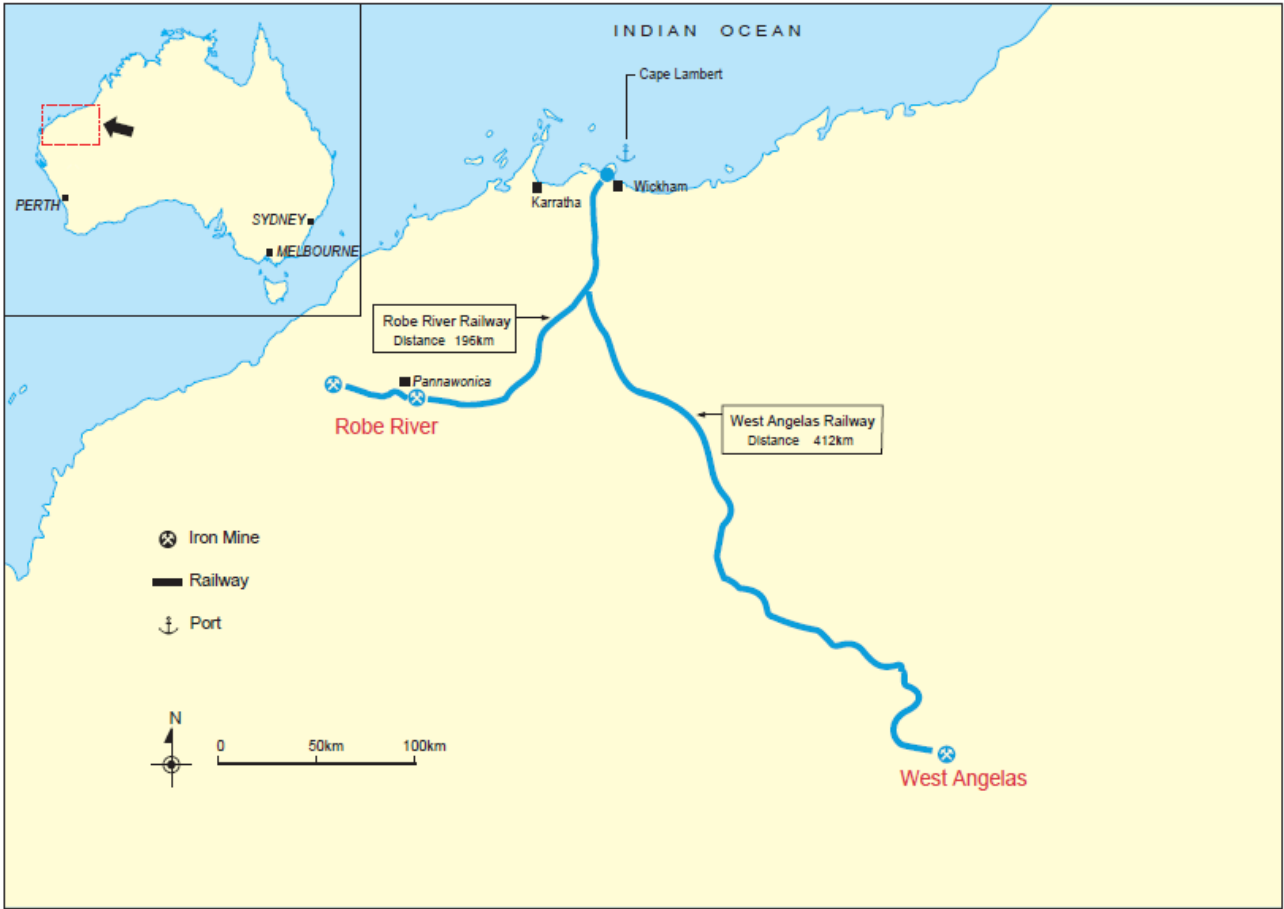 INDIAN OCEAN
Cape Lambert
PERTH
SYDNEY
MELBOURNE
Karratha
Wickham
Robe River Railway
Distance 196km
Pannawonica
Robe River
West Angelas Railway
Distance 412km
Iron Mine
Railway
Port
N
0 50km 100km
West Angelas